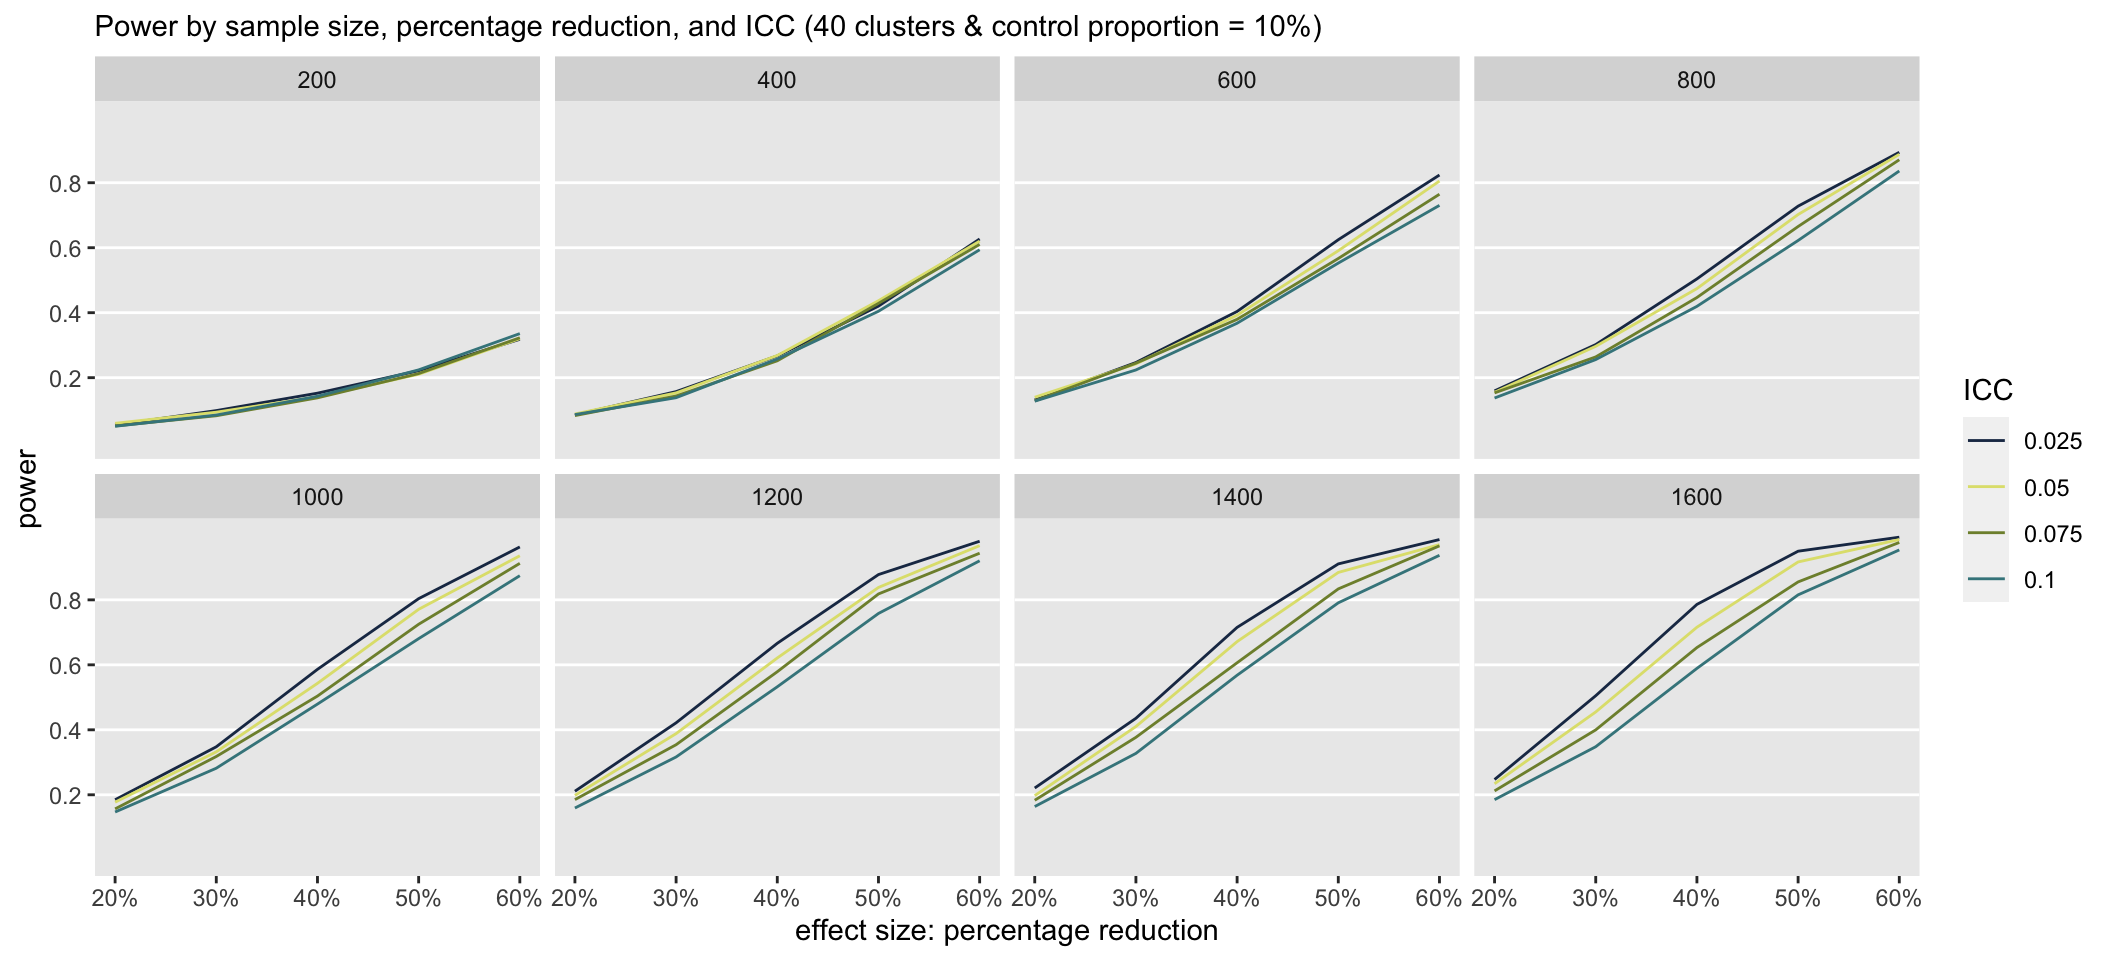 Power by sample size, percentage reduction, and ICC (40 clusters & control proportion = 10%)
200 400 600 800
0.8
0.6
0.4
0.2
power
1000 1200 1400 1600
0.8
0.6
0.4
0.2
20% 30% 40% 50% 60% 20% 30% 40% 50% 60% 20% 30% 40% 50% 60% 20% 30% 40% 50% 60%
effect size: percentage reduction
ICC
0.025
0.05
0.075
0.1